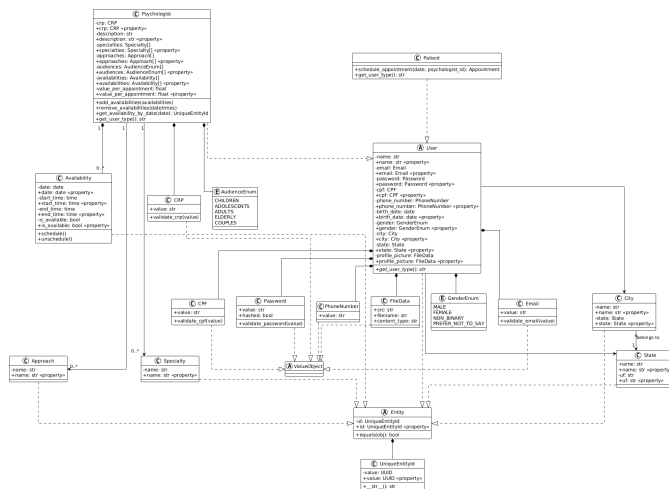 C Psychologist
-crp: CRP
+crp: CRP «property»
-description: str
+description: str «property»
-specialties: Specialty[]
+specialties: Specialty[] «property»
-approaches: Approach[]
+approaches: Approach[] «property»
-audiences: AudienceEnum[]
+audiences: AudienceEnum[] «property»
-availabilities: Availability[]
+availabilities: Availability[] «property»
-value_per_appointment: float
+value_per_appointment: float «property»
+add_availabilities(availabilities)
+remove_availabilities(datetimes)
+get_availability_by_date(date): UniqueEntityId
+get_user_type(): str
C Patient
+schedule_appointment(date, psychologist_id): Appointment
+get_user_type(): str
1
1
1
0..*
A User
-name: str
+name: str «property»
-email: Email
+email: Email «property»
-password: Password
+password: Password «property»
-cpf: CPF
+cpf: CPF «property»
-phone_number: PhoneNumber
+phone_number: PhoneNumber «property»
-birth_date: date
+birth_date: date «property»
-gender: GenderEnum
+gender: GenderEnum «property»
-city: City
+city: City «property»
-state: State
+state: State «property»
-profile_picture: FileData
+profile_picture: FileData «property»
+get_user_type(): str
C Availability
-date: date
+date: date «property»
-start_time: time
+start_time: time «property»
-end_time: time
+end_time: time «property»
-is_available: bool
+is_available: bool «property»
+schedule()
+unschedule()
C CRP
+value: str
+validate_crp(value)
E AudienceEnum
CHILDREN
ADOLESCENTS
ADULTS
ELDERLY
COUPLES
C CPF
+value: str
+validate_cpf(value)
C Password
+value: str
+hashed: bool
+validate_password(value)
C PhoneNumber
+value: str
C FileData
+src: str
+filename: str
+content_type: str
E GenderEnum
MALE
FEMALE
NON_BINARY
PREFER_NOT_TO_SAY
C Email
+value: str
+validate_email(value)
C City
-name: str
+name: str «property»
-state: State
+state: State «property»
belongs to
1
0..*
0..*
C Approach
-name: str
+name: str «property»
C Specialty
-name: str
+name: str «property»
A ValueObject
C State
-name: str
+name: str «property»
-uf: str
+uf: str «property»
A Entity
-id: UniqueEntityId
+id: UniqueEntityId «property»
+equals(obj): bool
C UniqueEntityId
-value: UUID
+value: UUID «property»
+__str__(): str